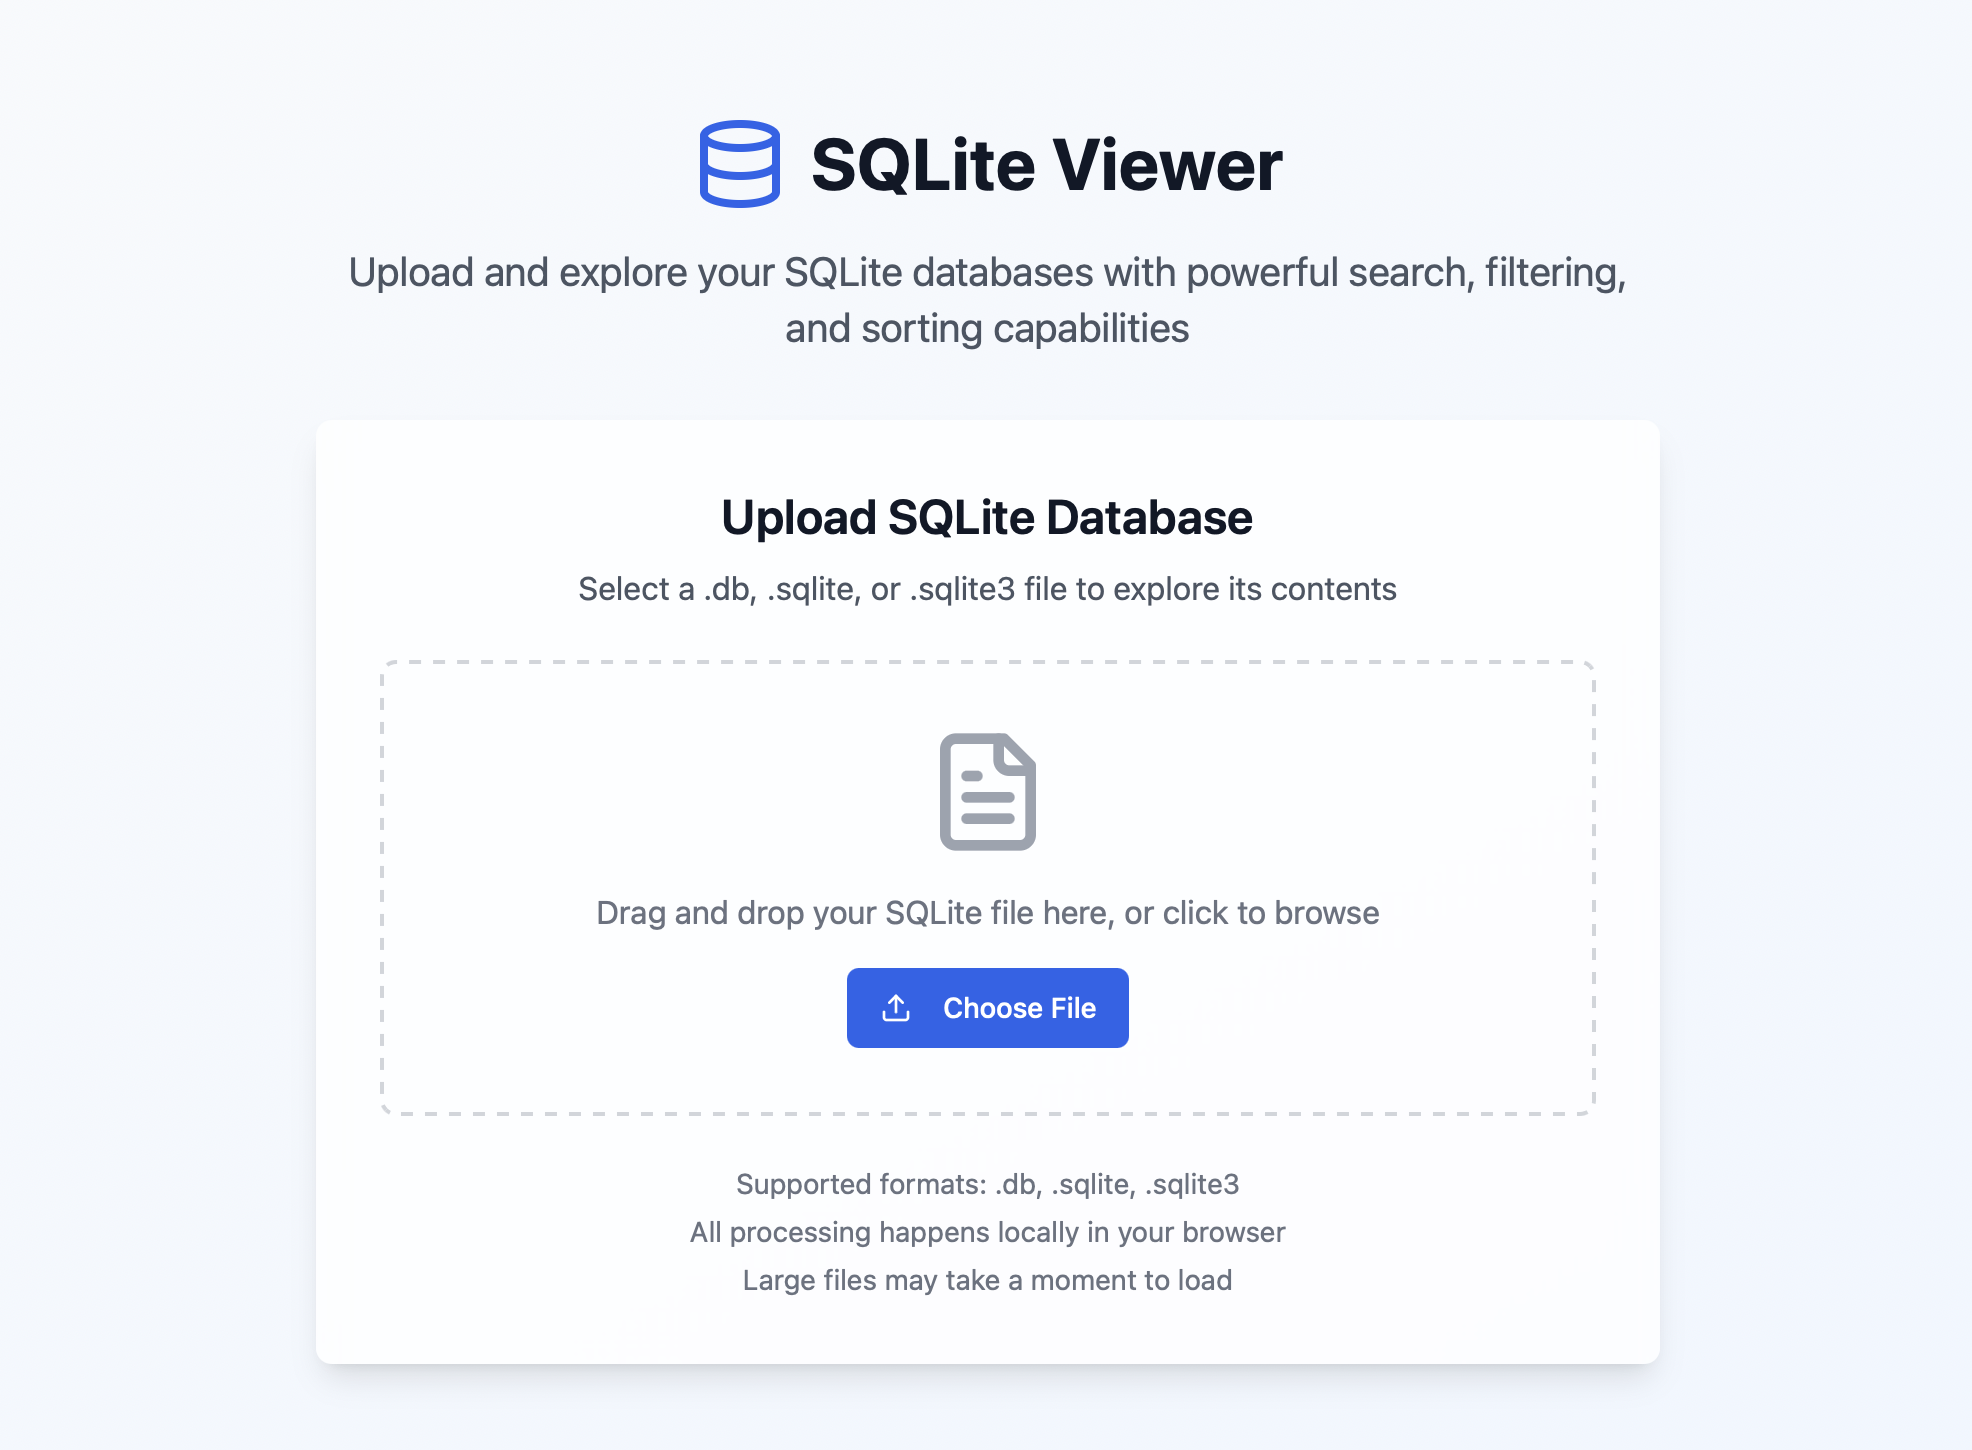 SQLite Viewer
Upload and explore your SQLite databases with powerful search, filtering,
and sorting capabilities
Upload SQLite Database
Select a .db, .sqlite, or .sqlite3 file to explore its contents
Drag and drop your SQLite file here, or click to browse
Choose File
Supported formats: .db, .sqlite, .sqlite3
All processing happens locally in your browser
Large files may take a moment to load